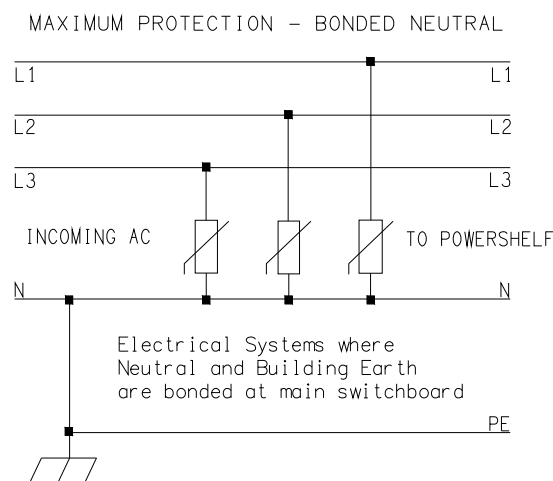 MAXIMUM PROTECTION - BONDED NEUTRAL
L1 L1
L2 L2
L3 L3
INCOMING AC TO POWERSHELF
N N
Electrical Systems where
Neutral and Building Earth
are bonded at main switchboard
PE